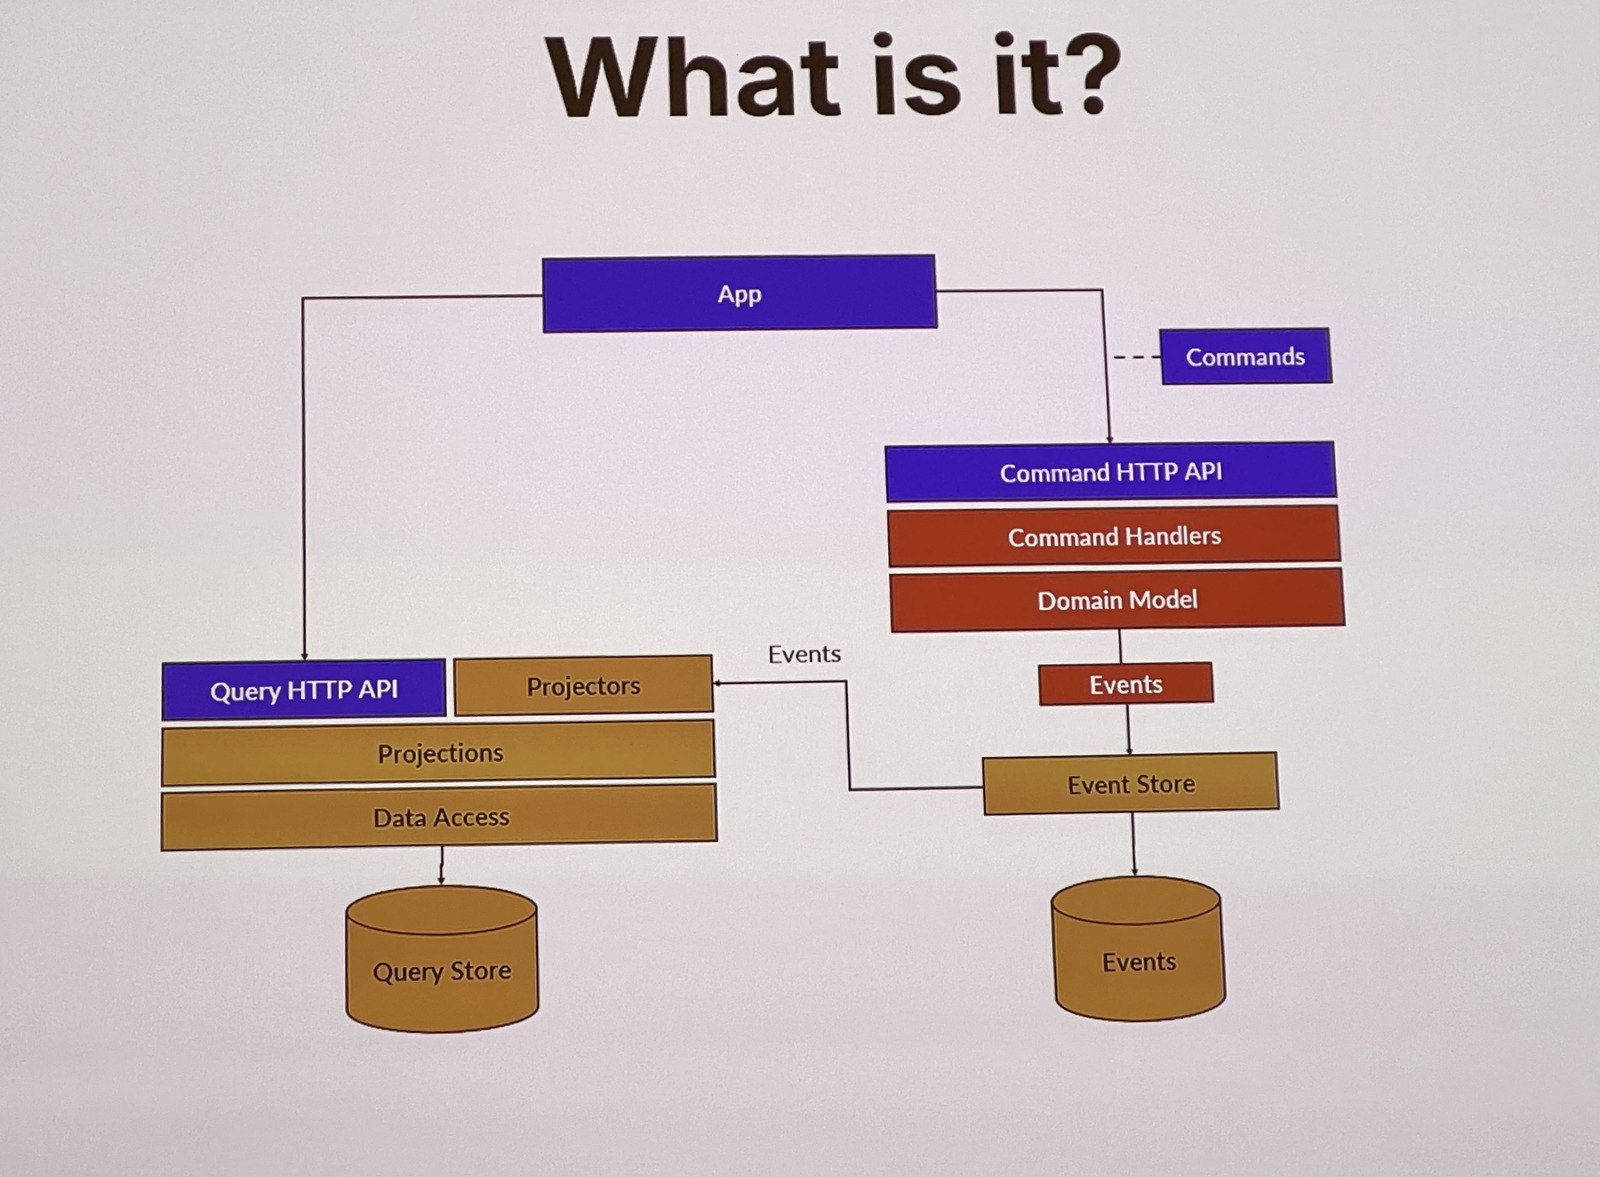 What is it?
App
Commands
Command HTTP API
Command Handlers
Domain Model
Events
Query HTTP API
Projectors
Events
Projections
Event Store
Data Access
Query Store
Events